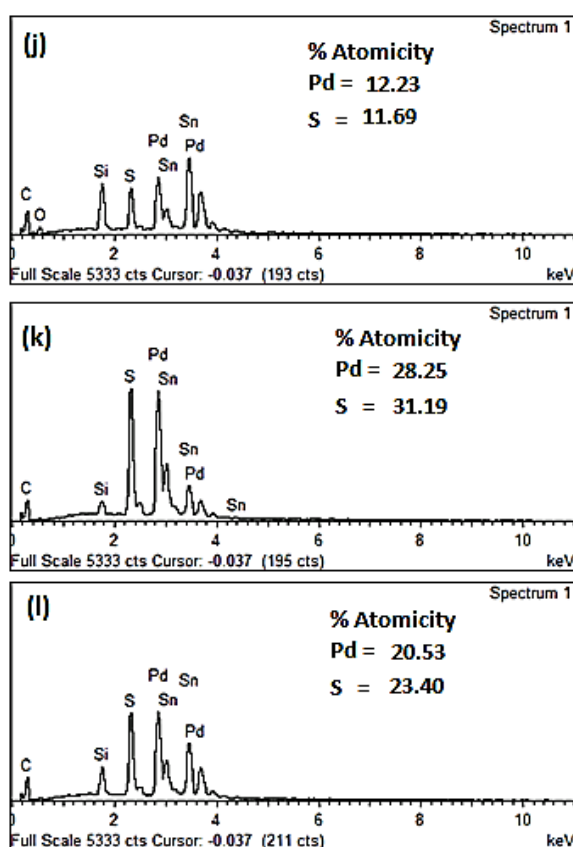 Spectrum 1
(j)
% Atomicity
Pd = 12.23
S = 11.69
Sn
Pd
Pd
Sn
Si
S
C
O
0 2 4 6 8 10
Full Scale 5333 cts Cursor: -0.037 (193 cts) keV
Spectrum 1
(k)
% Atomicity
Pd = 28.25
S = 31.19
Pd
S
Sn
Sn
Pd
C
Si
Sn
0 2 4 6 8 10
Full Scale 5333 cts Cursor: -0.037 (195 cts) keV
Spectrum 1
(l)
% Atomicity
Pd = 20.53
S = 23.40
Pd
Sn
S
Sn
Pd
Si
C
0 2 4 6 8 10
Full Scale 5333 cts Cursor: -0.037 (211 cts) keV